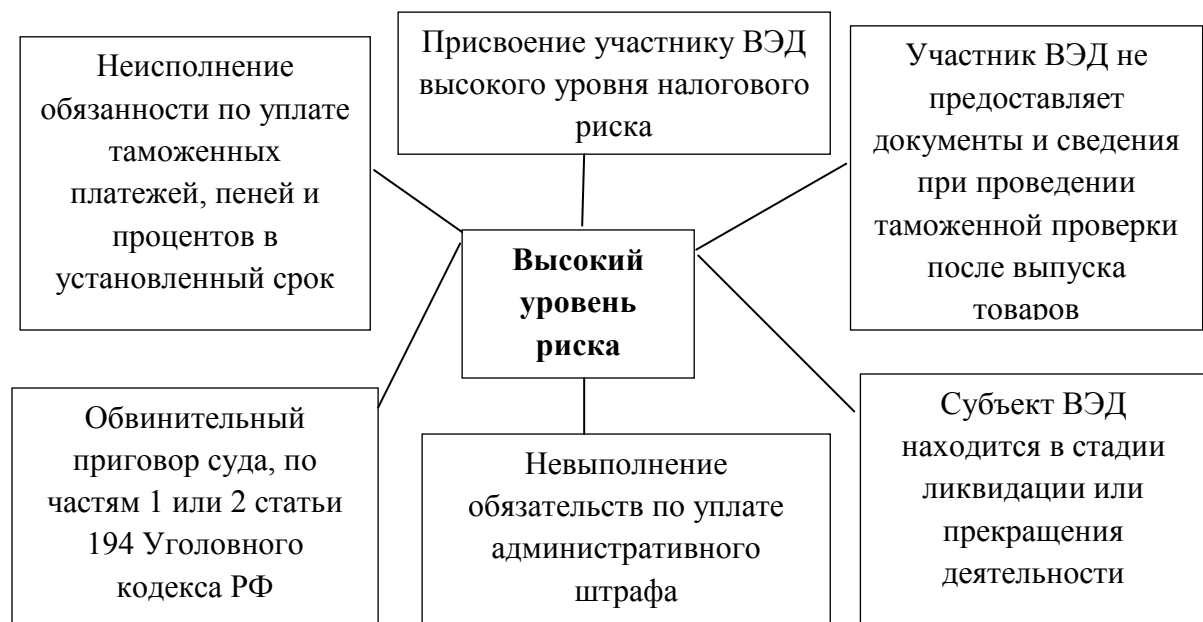 Неисполнение
обязанности по уплате
таможенных
платежей, пеней и
процентов в
установленный срок
Присвоение участнику ВЭД
высокого уровня налогового
риска
Участник ВЭД не
предоставляет
документы и сведения
при проведении
таможенной проверки
после выпуска
товаров
Высокий
уровень
риска
Обвинительный
приговор суда, по
частям 1 или 2 статьи
194 Уголовного
кодекса РФ
Невыполнение
обязательств по уплате
административного
штрафа
Субъект ВЭД
находится в стадии
ликвидации или
прекращения
деятельности